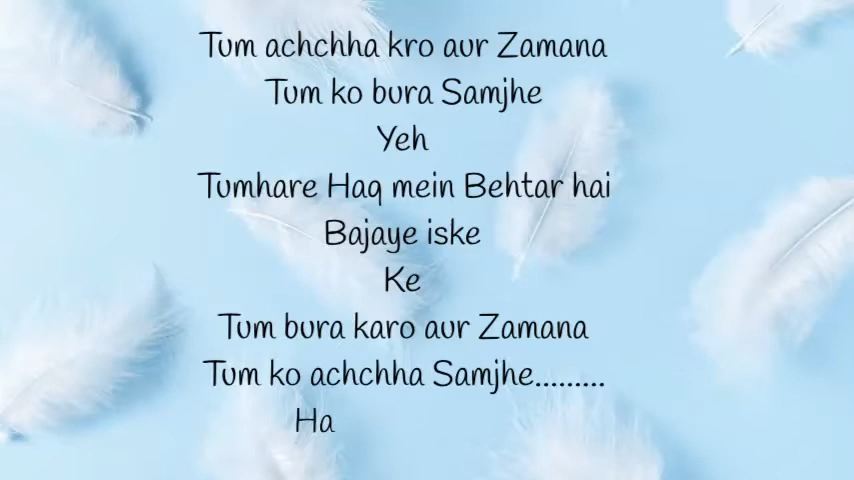 Tum achchha kro aur Zamana
Tum ko bura Samjhe
Yeh
Tumhare Haq mein Behtar hai
Bajaye iske
Ke
Tum bura karo aur Zamana
Tum ko achchha Samjhe.........
Ha